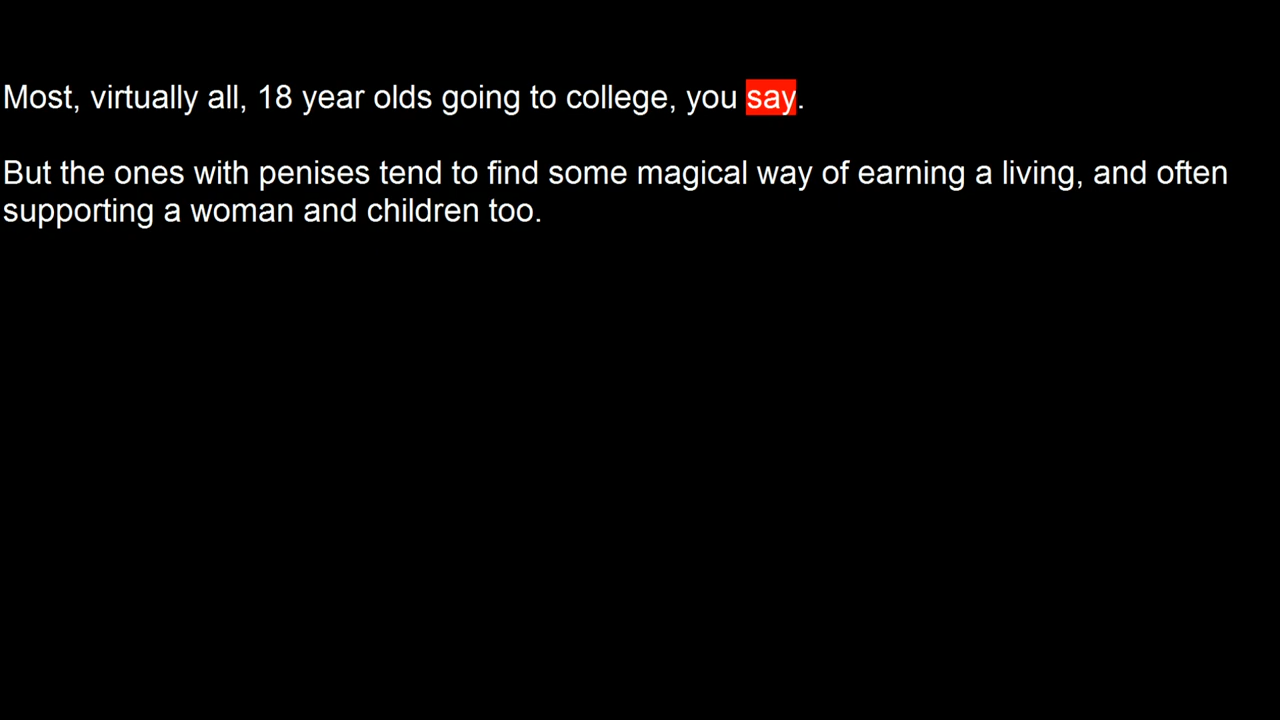 Most, virtually all, 18 year olds going to college, you say.
But the ones with penises tend to find some magical way of earning a living, and often
supporting a woman and children too.